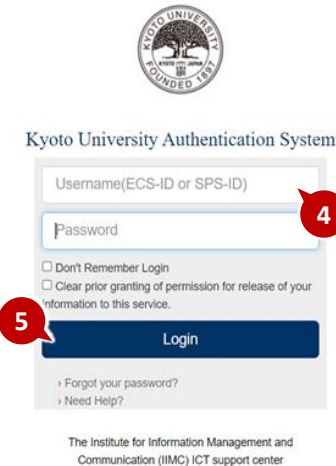 KYOTO UNIVERSITY
KYOTO JAPAN
FOUNDED 1897
Kyoto University Authentication System
Username(ECS-ID or SPS-ID)
4
Password
Don't Remember Login
Clear prior granting of permission for release of your
information to this service.
5
Login
› Forgot your password?
› Need Help?
The Institute for Information Management and
Communication (IIMC) ICT support center